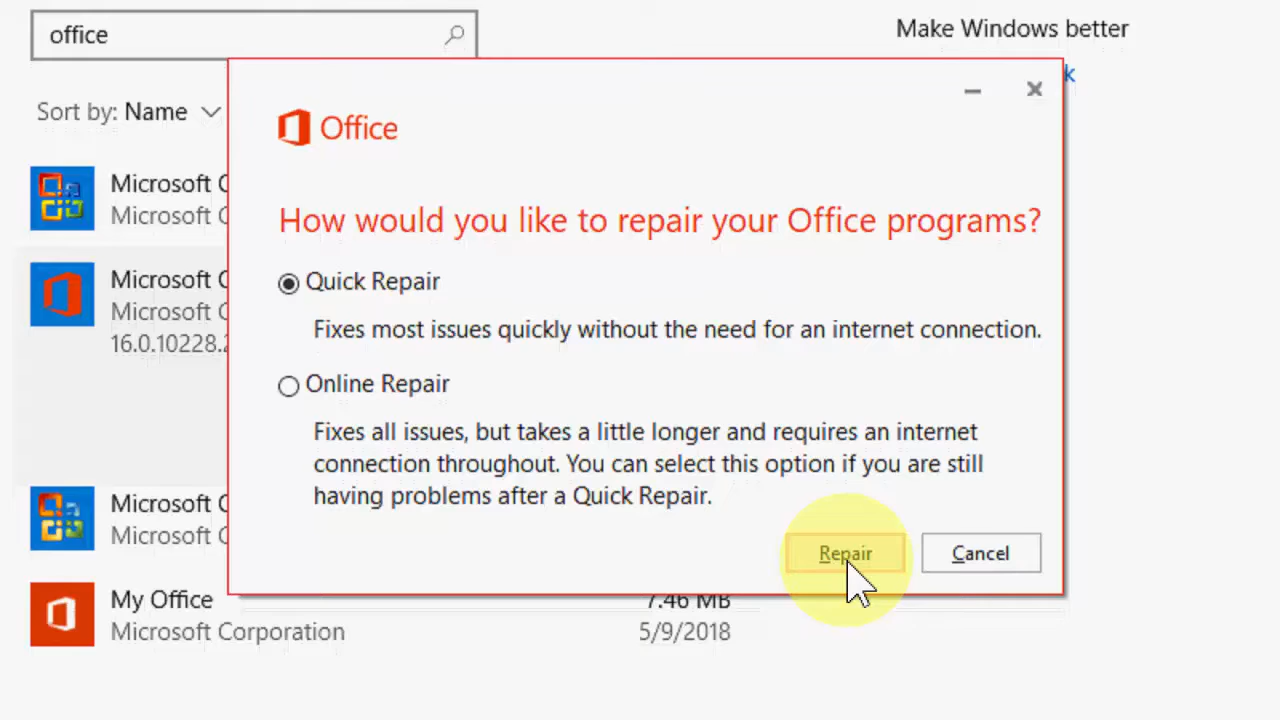 office
Make Windows better
Sort by: Name
Office
How would you like to repair your Office programs?
Microsoft
Microsoft
Quick Repair
Microsoft
Microsoft
Fixes most issues quickly without the need for an internet connection.
16.0.10228.
Online Repair
Fixes all issues, but takes a little longer and requires an internet
connection throughout. You can select this option if you are still
having problems after a Quick Repair.
Microsoft
Microsoft
Repair
Cancel
My Office
7.46 MB
Microsoft Corporation
5/9/2018